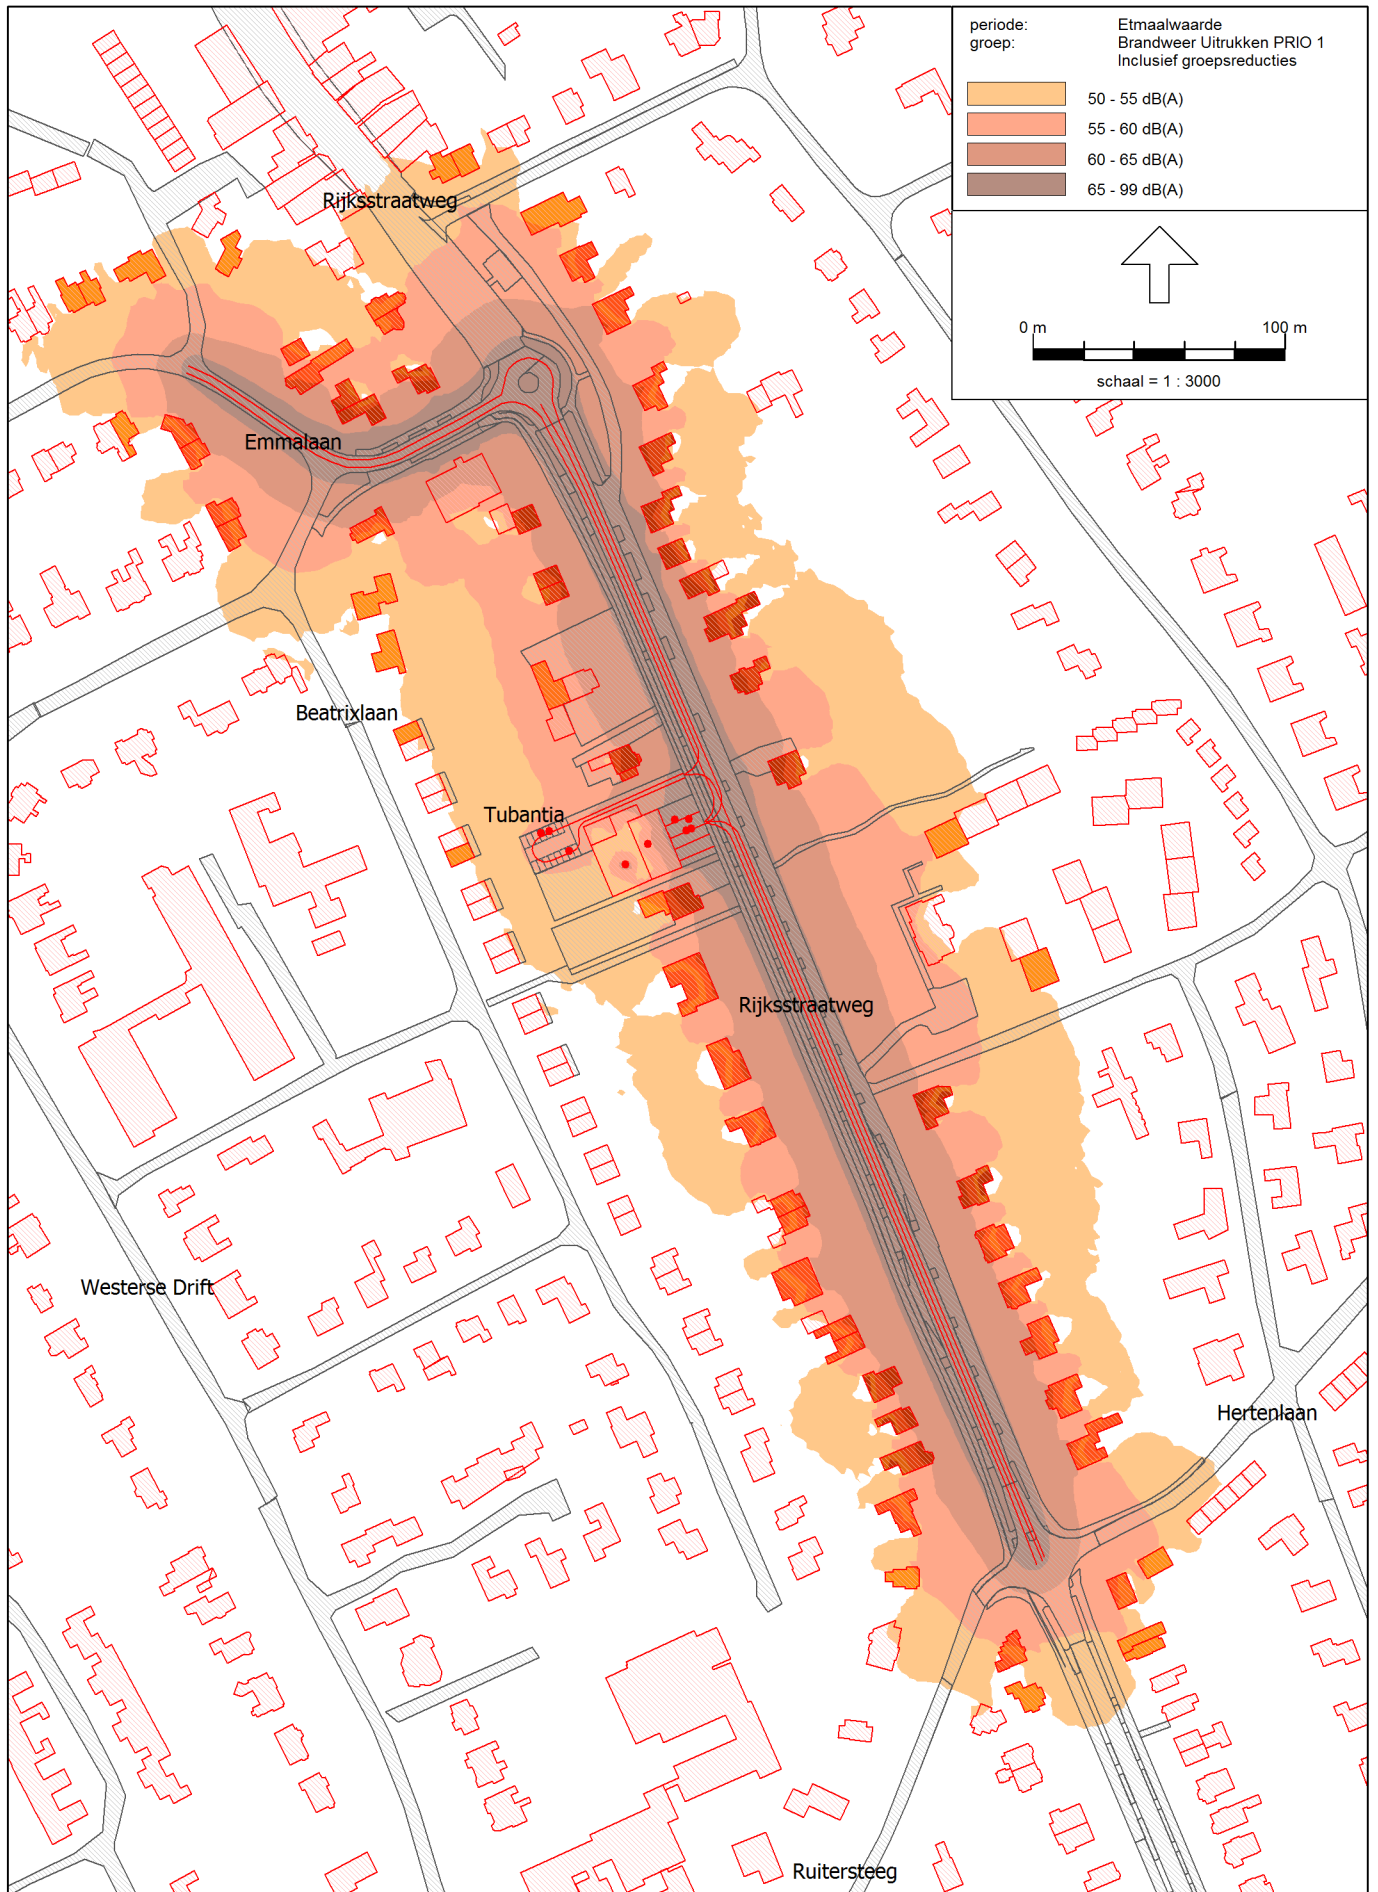 periode: Etmaalwaarde
groep: Brandweer Uitrukken PRIO 1
Inclusief groepsreducties
50 - 55 dB(A)
55 - 60 dB(A)
60 - 65 dB(A)
65 - 99 dB(A)
0 m 100 m
schaal = 1 : 3000
Rijksstraatweg
Emmalaan
Beatrixlaan
Tubantia
Rijksstraatweg
Westerse Drift
Hertenlaan
Ruitersteeg